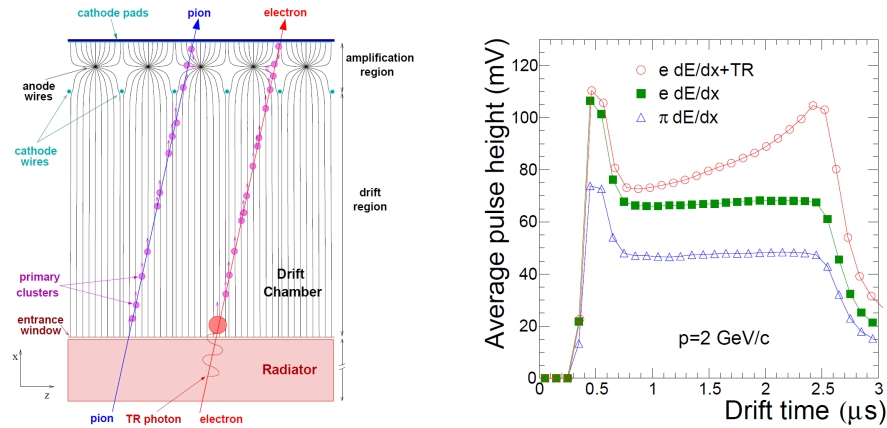 cathode pads
pion
electron
anode
wires
amplification
region
cathode
wires
drift
region
primary
clusters
Drift
Chamber
entrance
window
Radiator
x
z
pion
TR photon
electron
Average pulse height (mV)
120
100
80
60
40
20
0
e dE/dx+TR
e dE/dx
π dE/dx
p=2 GeV/c
0 0.5 1 1.5 2 2.5 3
Drift time (μs)